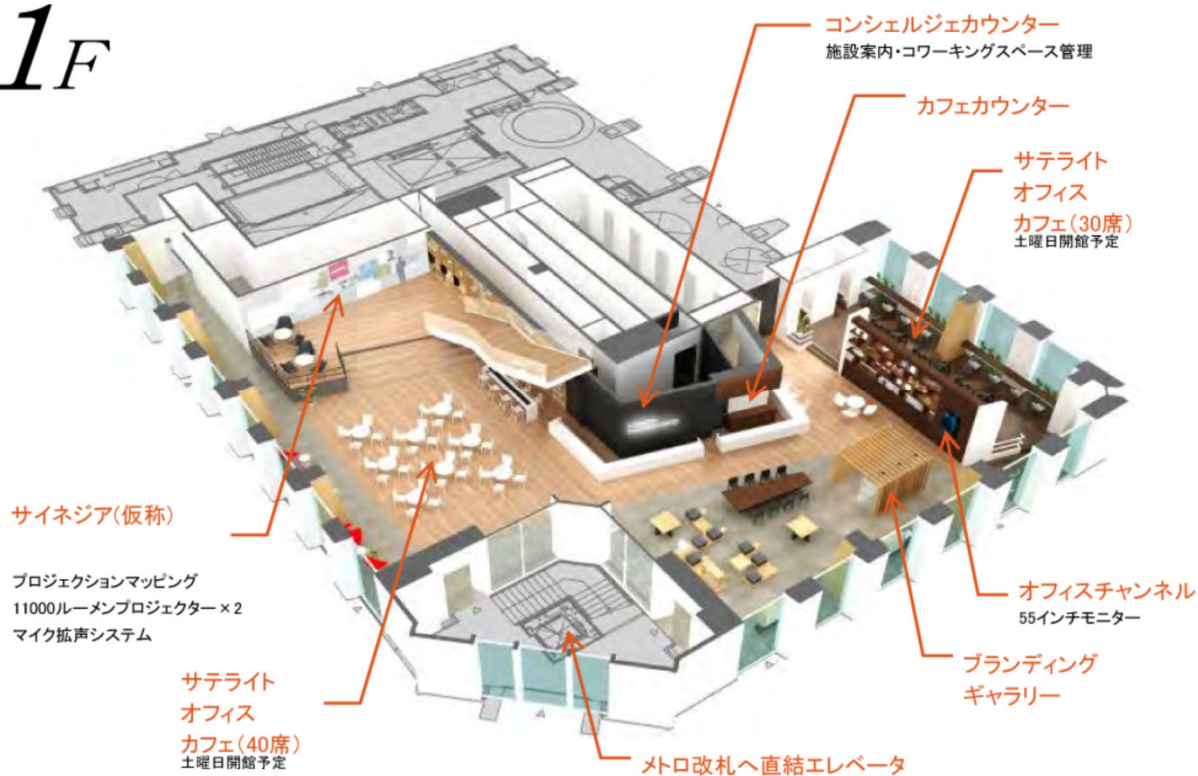 1F
コンシェルジェカウンター
施設案内・コワーキングスペース管理
カフェカウンター
サテライト
オフィス
カフェ(30席)
土曜日開館予定
サイネジア(仮称)
プロジェクションマッピング
11000ルーメンプロジェクター×2
マイク拡声システム
オフィスチャンネル
55インチモニター
ブランディング
ギャラリー
サテライト
オフィス
カフェ(40席)
土曜日開館予定
メトロ改札へ直結エレベータ